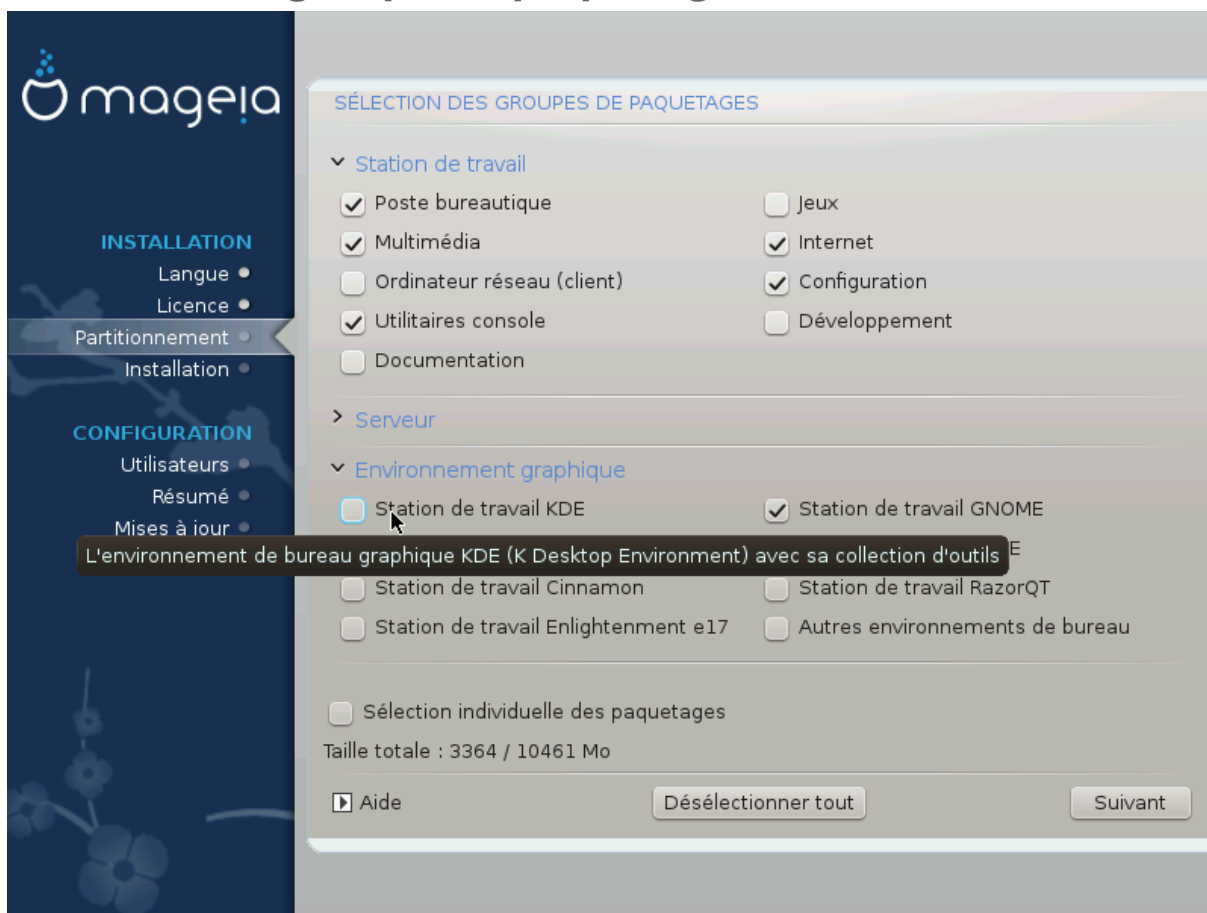 mageia
INSTALLATION
Langue
Licence
Partitionnement
Installation
CONFIGURATION
Utilisateurs
Résumé
Mises à jour
SÉLECTION DES GROUPES DE PAQUETAGES
Station de travail
Poste bureautique
Jeux
Multimédia
Internet
Ordinateur réseau (client)
Configuration
Utilitaires console
Développement
Documentation
Serveur
Environnement graphique
Station de travail KDE
Station de travail GNOME
L'environnement de bureau graphique KDE (K Desktop Environment) avec sa collection d'outils
Station de travail Cinnamon
Station de travail RazorQT
Station de travail Enlightenment e17
Autres environnements de bureau
Sélection individuelle des paquetages
Taille totale : 3364 / 10461 Mo
Aide
Désélectionner tout
Suivant